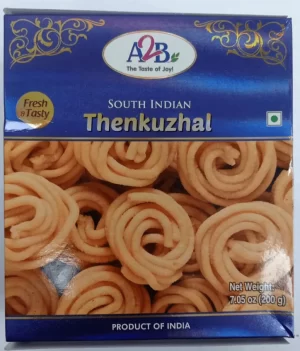 A2B
The Taste of Joy!
Fresh
n Tasty
SOUTH INDIAN
Thenkuzhal
Net Weight:
7.05 oz (200 g)
PRODUCT OF INDIA